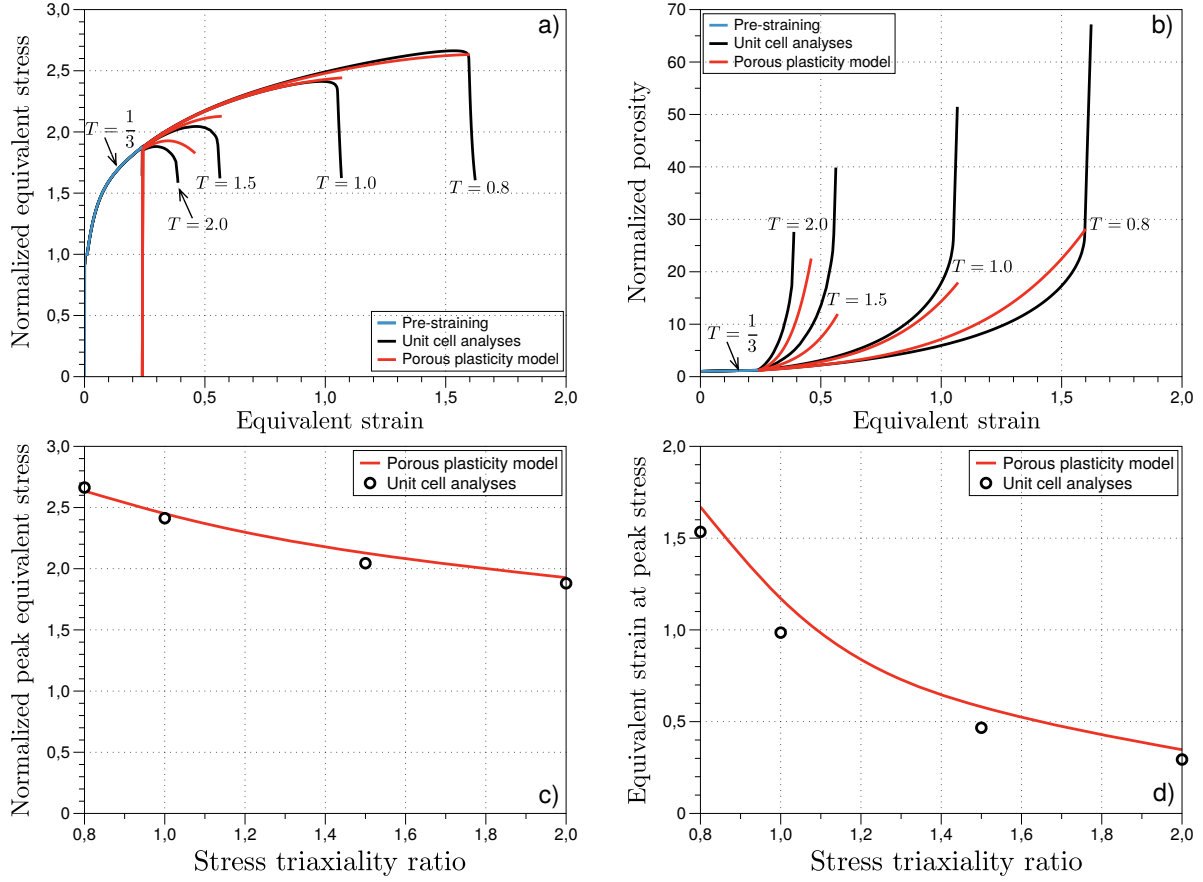 a)
Normalized equivalent stress
3,0
2,5
2,0
1,5
1,0
0,5
0
T = 1/3
T = 2.0
T = 1.5
T = 1.0
T = 0.8
Pre-straining
Unit cell analyses
Porous plasticity model
0
0,5
1,0
1,5
2,0
Equivalent strain
b)
Normalized porosity
70
60
50
40
30
20
10
0
Pre-straining
Unit cell analyses
Porous plasticity model
T = 2.0
T = 0.8
T = 1.0
T = 1.5
T = 1/3
0
0,5
1,0
1,5
2,0
Equivalent strain
Normalized peak equivalent stress
3,0
2,5
2,0
1,5
1,0
0,5
0
Porous plasticity model
Unit cell analyses
c)
0,8
1,0
1,2
1,4
1,6
1,8
2,0
Stress triaxiality ratio
Equivalent strain at peak stress
2,0
1,5
1,0
0,5
0
Porous plasticity model
Unit cell analyses
d)
0,8
1,0
1,2
1,4
1,6
1,8
2,0
Stress triaxiality ratio